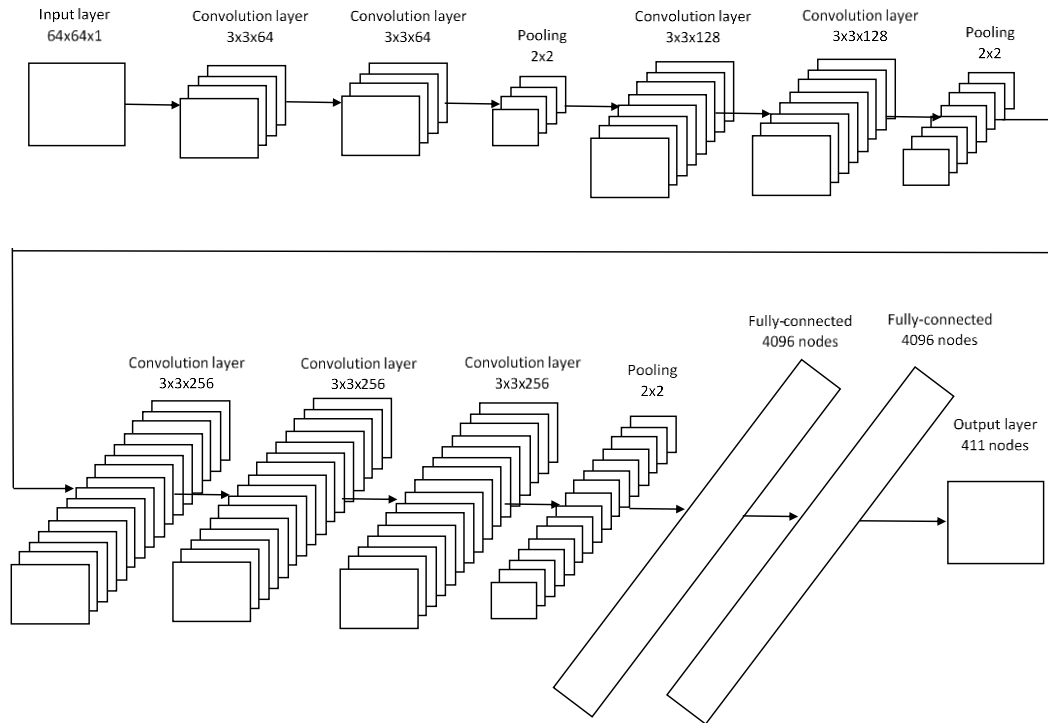 Input layer
64x64x1
Convolution layer
3x3x64
Convolution layer
3x3x64
Pooling
2x2
Convolution layer
3x3x128
Convolution layer
3x3x128
Pooling
2x2
Convolution layer
3x3x256
Convolution layer
3x3x256
Convolution layer
3x3x256
Pooling
2x2
Fully-connected
4096 nodes
Fully-connected
4096 nodes
Output layer
411 nodes